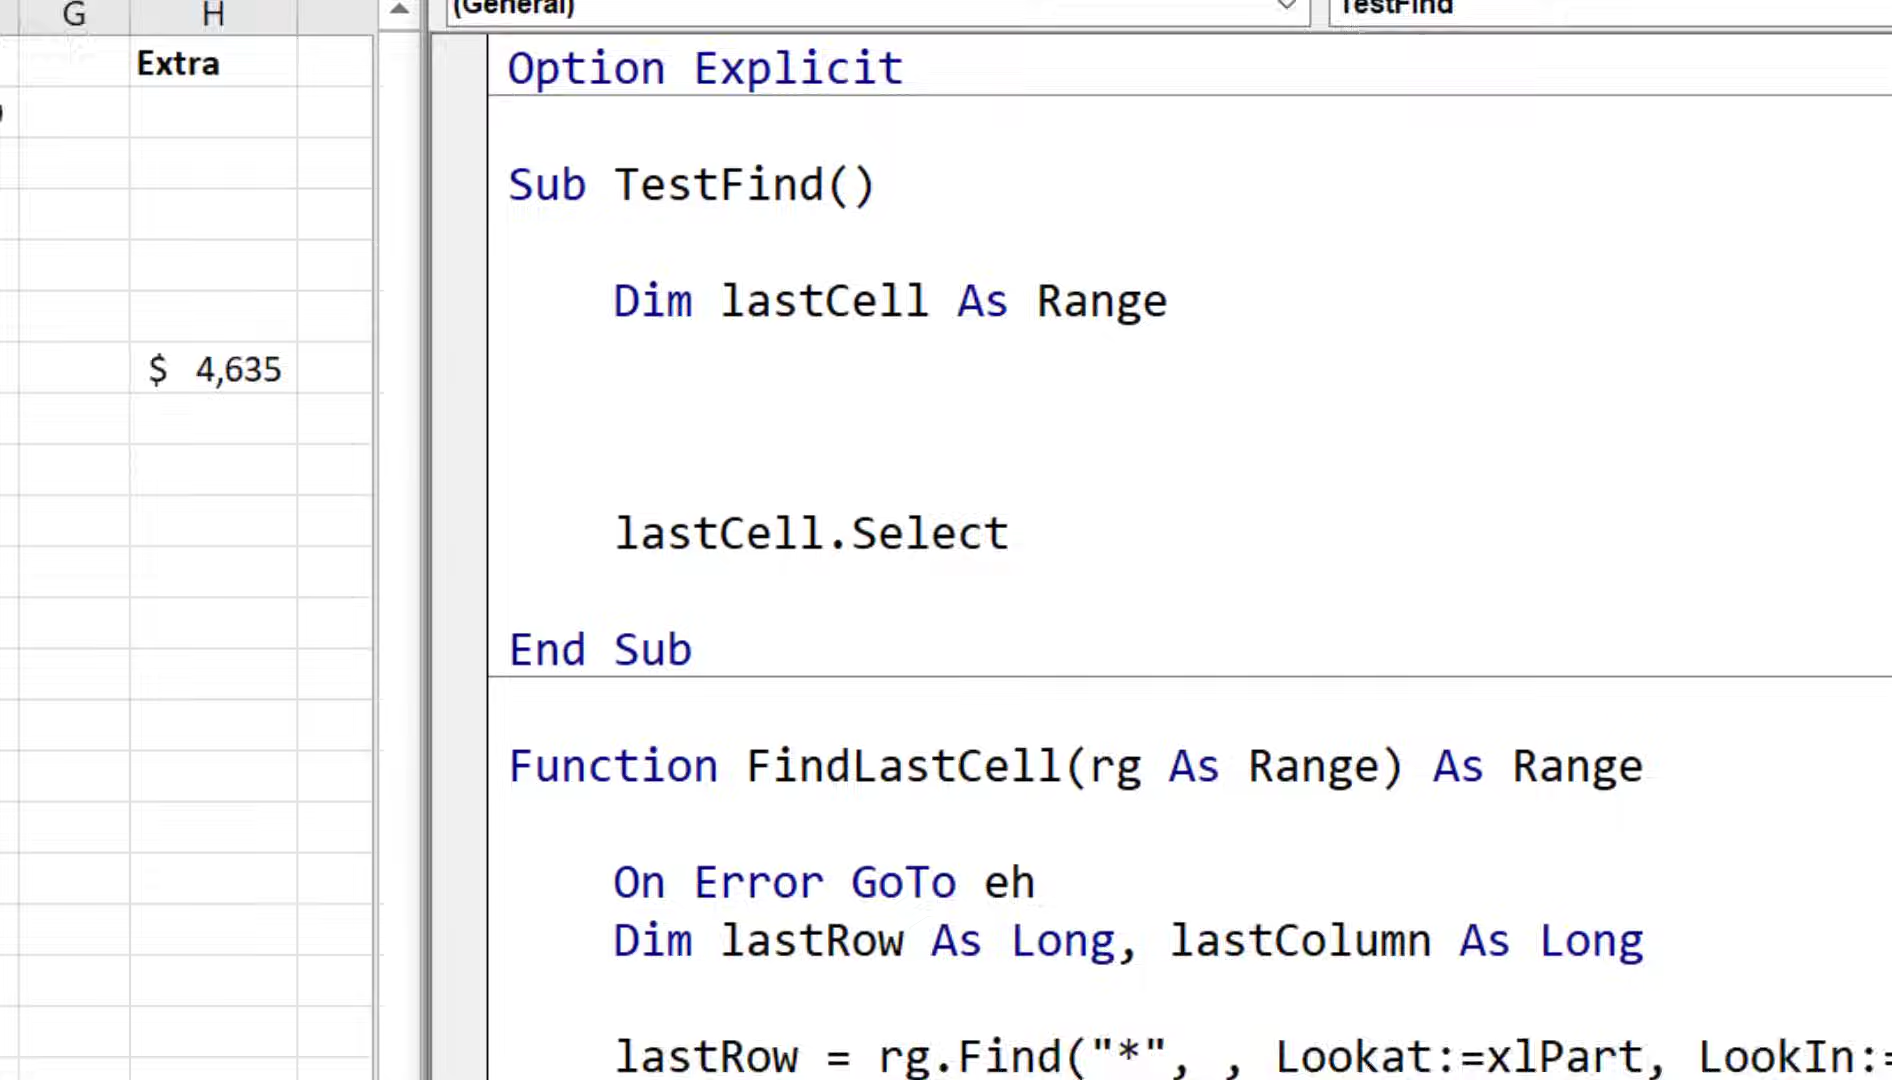 G H
(General) TestFind
Extra
$ 4,635
Option Explicit
Sub TestFind()
Dim lastCell As Range
lastCell.Select
End Sub
Function FindLastCell(rg As Range) As Range
On Error GoTo eh
Dim lastRow As Long, lastColumn As Long
lastRow = rg.Find("*", , Lookat:=xlPart, LookIn:=